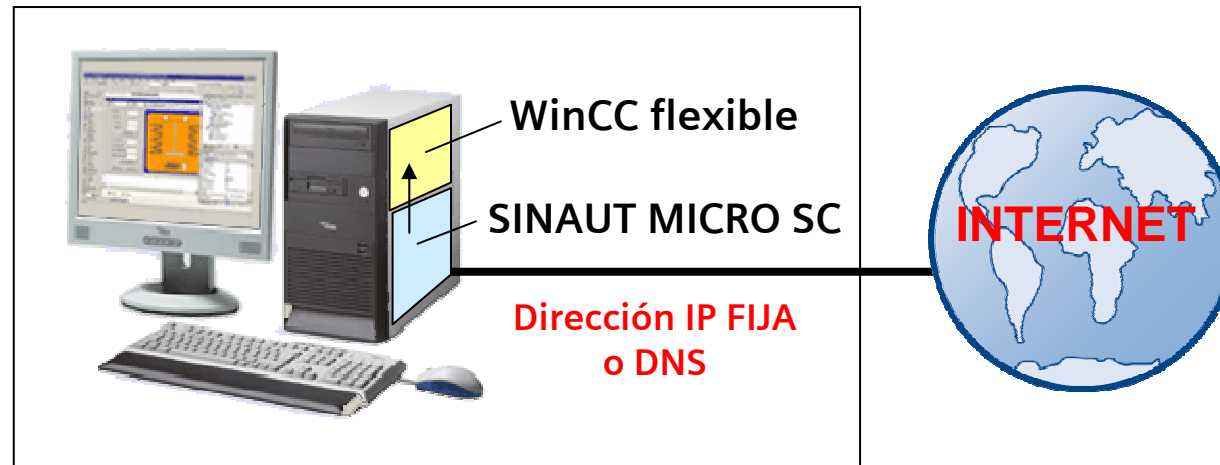 WinCC flexible
SINAUT MICRO SC
INTERNET
Dirección IP FIJA
o DNS